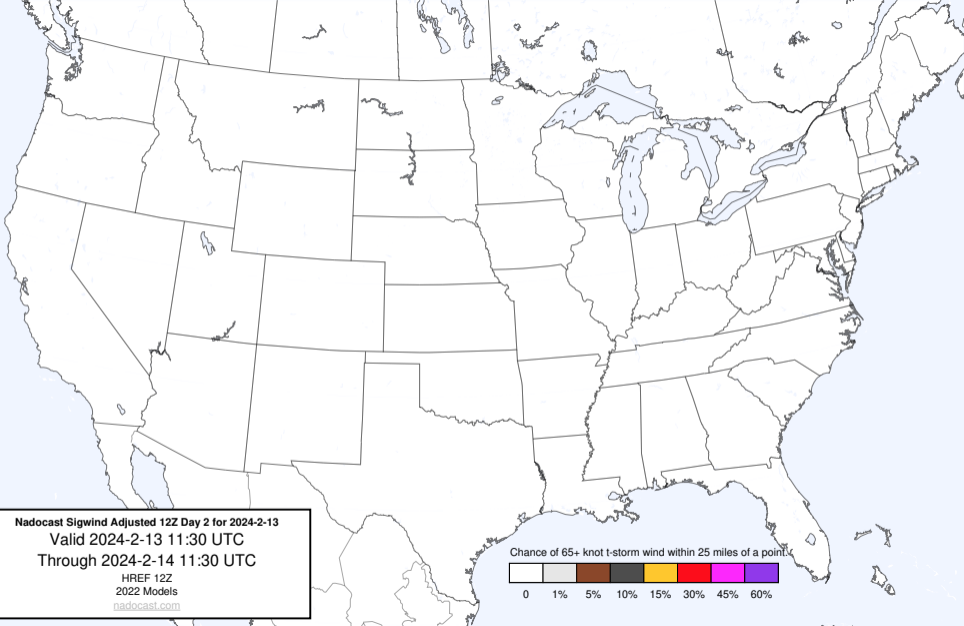 Nadocast Sigwind Adjusted 12Z Day 2 for 2024-2-13
Valid 2024-2-13 11:30 UTC
Through 2024-2-14 11:30 UTC
HREF 12Z
2022 Models
nadocast.com
Chance of 65+ knot t-storm wind within 25 miles of a point.
0 1% 5% 10% 15% 30% 45% 60%